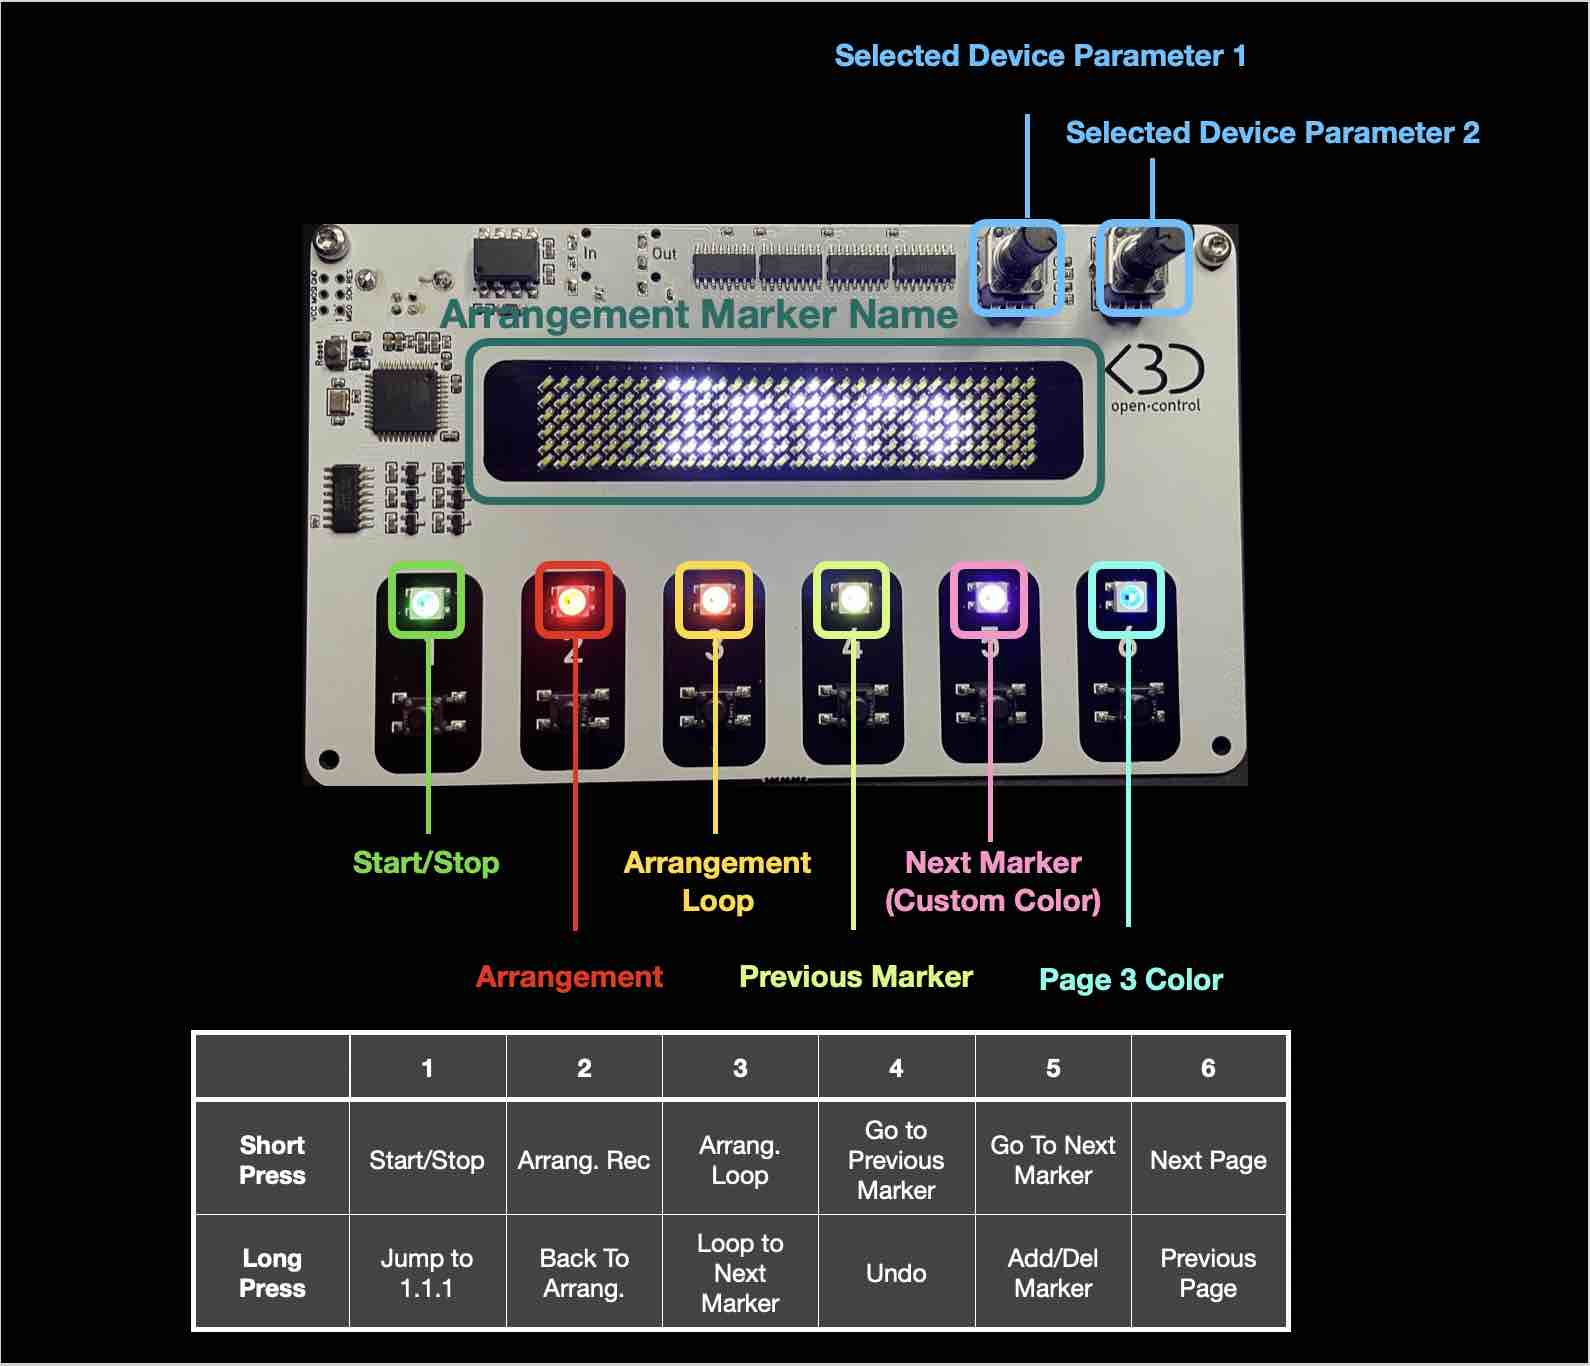 Selected Device Parameter 1
Selected Device Parameter 2
In
Out
Arrangement Marker Name
Reset
open·control
1
2
3
4
5
6
Start/Stop
Arrangement
Loop
Next Marker
(Custom Color)
Arrangement
Previous Marker
Page 3 Color
1 2 3 4 5 6
Short
Press
Start/Stop
Arrang. Rec
Arrang.
Loop
Go to
Previous
Marker
Go To Next
Marker
Next Page
Long
Press
Jump to
1.1.1
Back To
Arrang.
Loop to
Next
Marker
Undo
Add/Del
Marker
Previous
Page